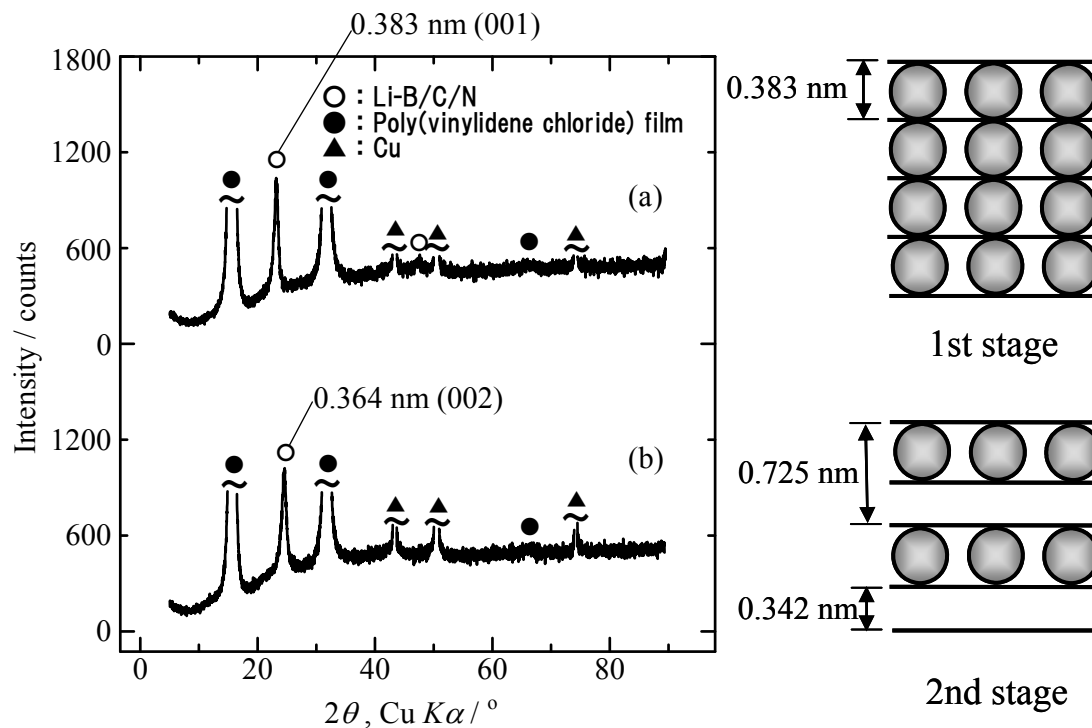 0.383 nm (001)
1800
1200
600
0
Intensity / counts
○ : Li-B/C/N
● : Poly(vinylidene chloride) film
▲ : Cu
(a)
0.364 nm (002)
1200
600
0
(b)
0 20 40 60 80
2θ , Cu Kα / °
0.383 nm
1st stage
0.725 nm
0.342 nm
2nd stage